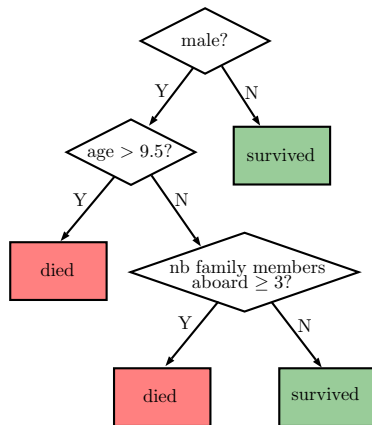 male?
Y
N
age > 9.5?
survived
Y
N
died
nb family members
aboard ≥ 3?
Y
N
died
survived